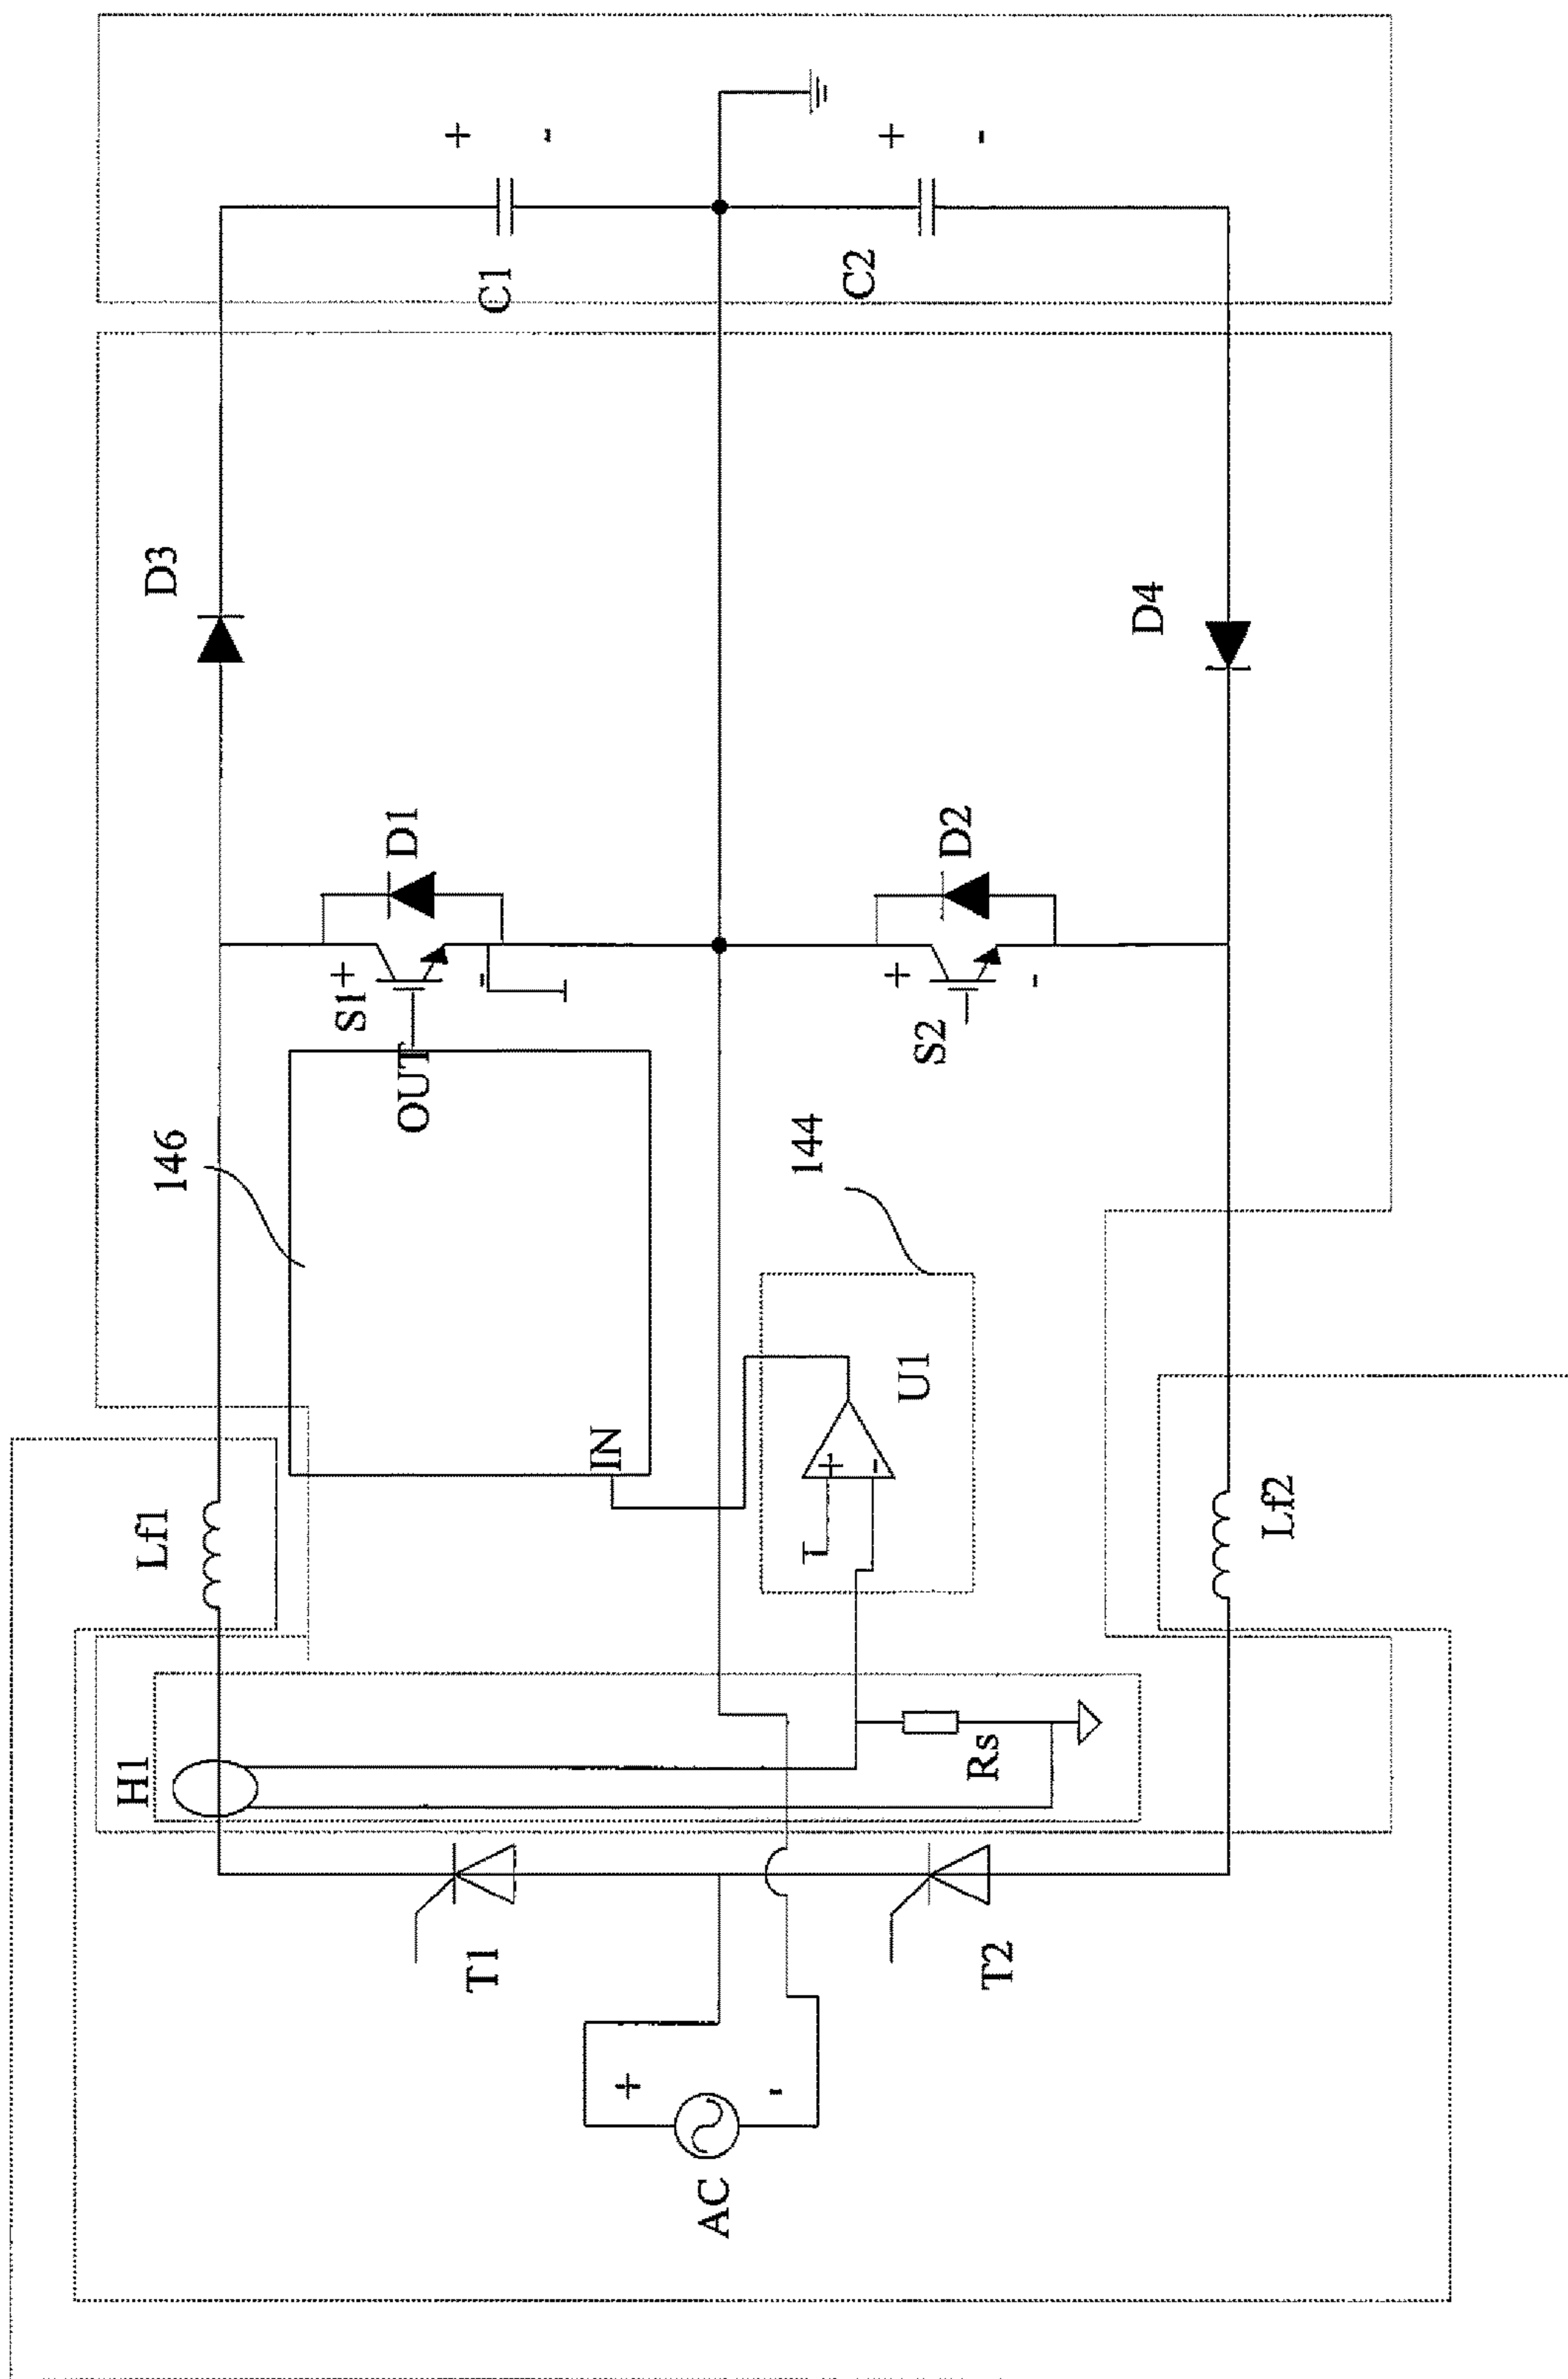 H1
Lf1
146
D3
T1
S1
+
-
D1
OUT
IN
C1
+
-
AC
+
-
144
U1
+
-
Rs
T2
S2
+
-
D2
C2
+
-
Lf2
D4